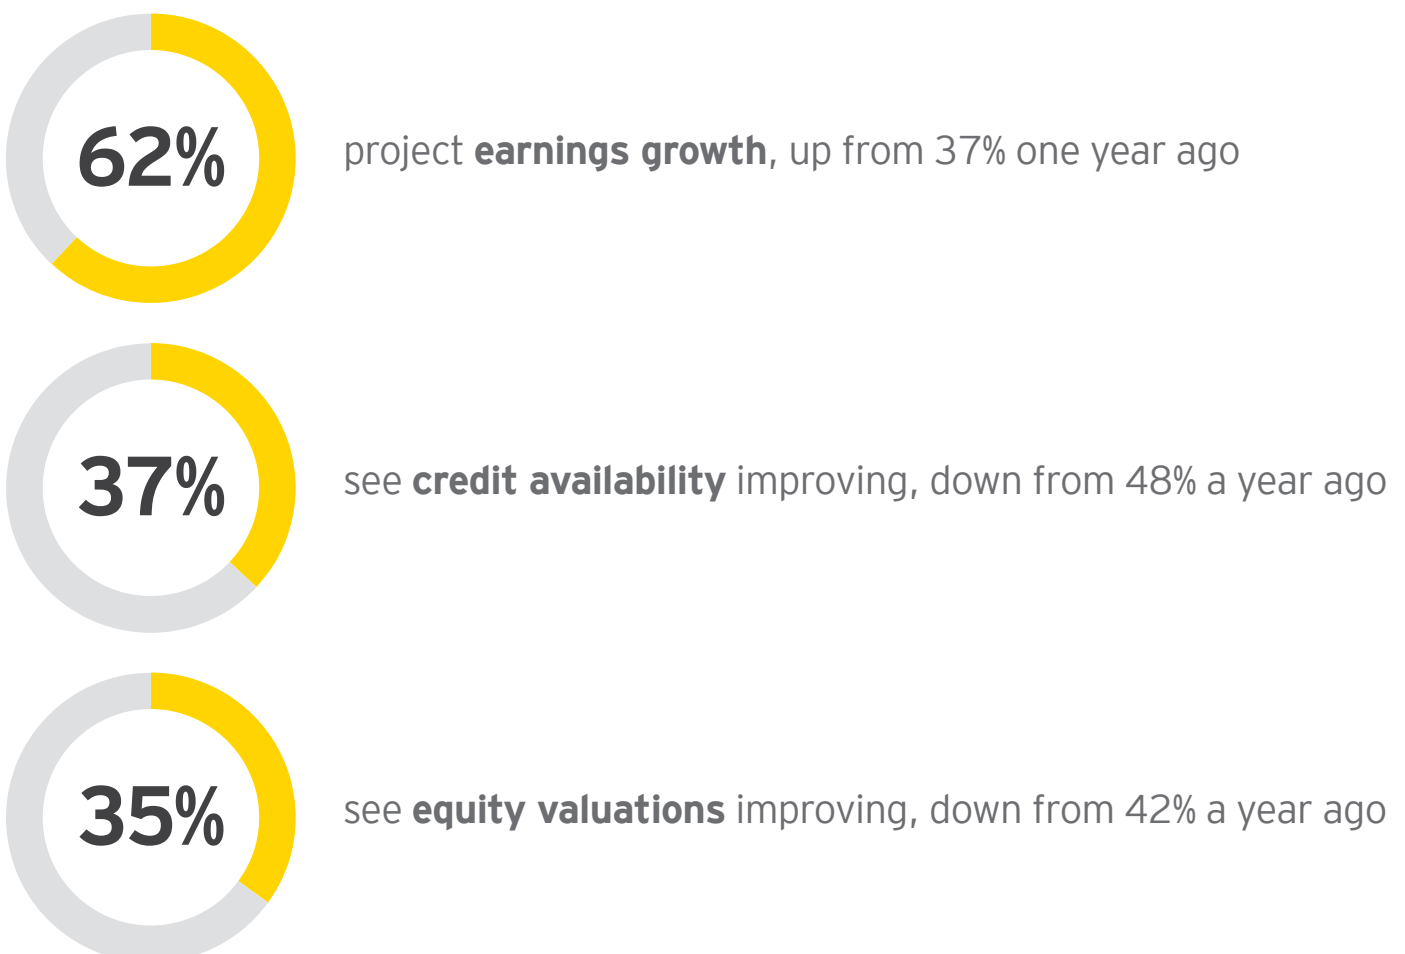 62%
project earnings growth, up from 37% one year ago
37%
see credit availability improving, down from 48% a year ago
35%
see equity valuations improving, down from 42% a year ago